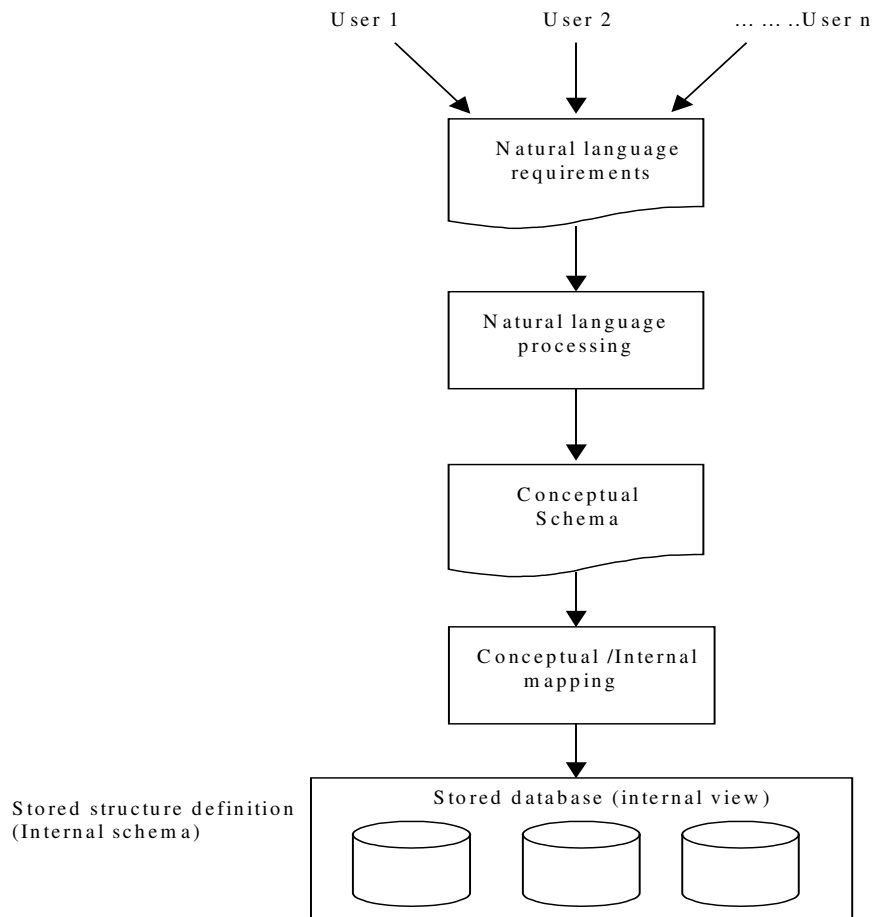 User 1
User 2
... ... ..User n
Natural language
requirements
Natural language
processing
Conceptual
Schema
Conceptual /Internal
mapping
Stored database (internal view)
Stored structure definition
(Internal schema)